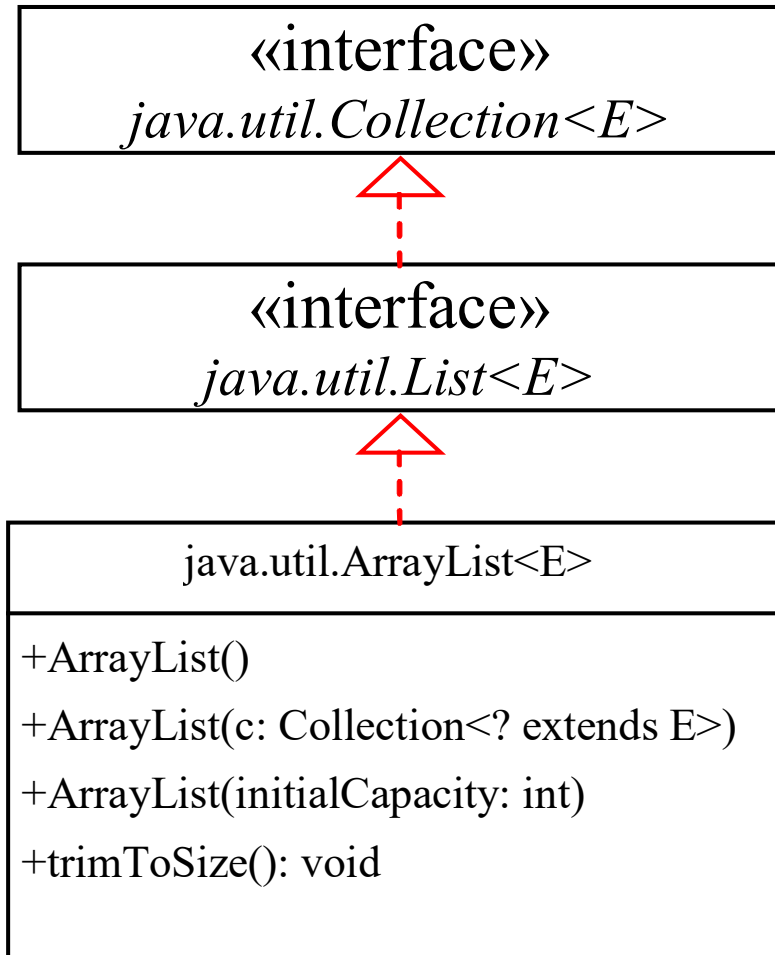 «interface»
java.util.Collection<E>
«interface»
java.util.List<E>
java.util.ArrayList<E>
+ArrayList()
+ArrayList(c: Collection<? extends E>)
+ArrayList(initialCapacity: int)
+trimToSize(): void